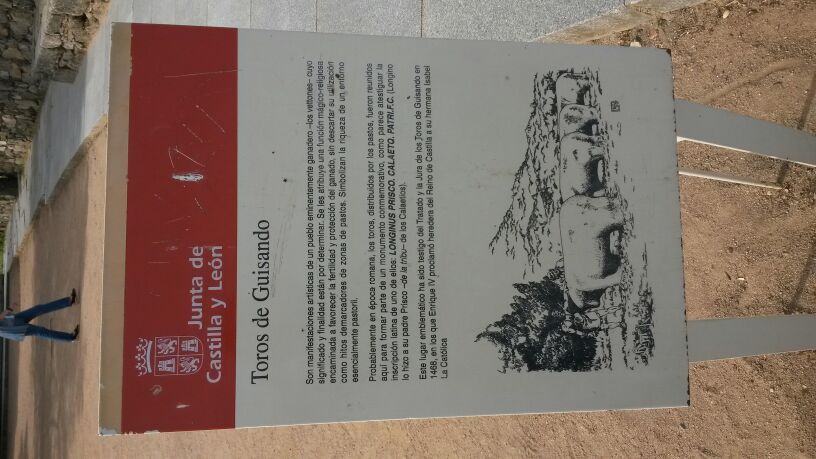 Junta de
Castilla y León
Toros de Guisando
Son manifestaciones artísticas de un pueblo eminentemente ganadero –los vettones– cuyo
significado y finalidad están por determinar. Se les atribuye una función mágico-religiosa
encaminada a favorecer la fertilidad y protección del ganado, sin descartar su utilización
como hitos demarcadores de zonas de pastos. Simbolizan la riqueza de un entorno
esencialmente pastoril.
Probablemente en época romana, los toros, distribuidos por los pastos, fueron reunidos
aquí para formar parte de un monumento conmemorativo, como parece atestiguar la
inscripción latina de uno de ellos: LONGINUS PRISCO. CALAETO. PATRI.F.C. (Longino
lo hizo a su padre Prisco –de la tribu– de los Calaetios).
Este lugar emblemático ha sido testigo del Tratado y la Jura de los Toros de Guisando en
1468, en los que Enrique IV proclamó heredera del Reino de Castilla a su hermana Isabel
La Católica